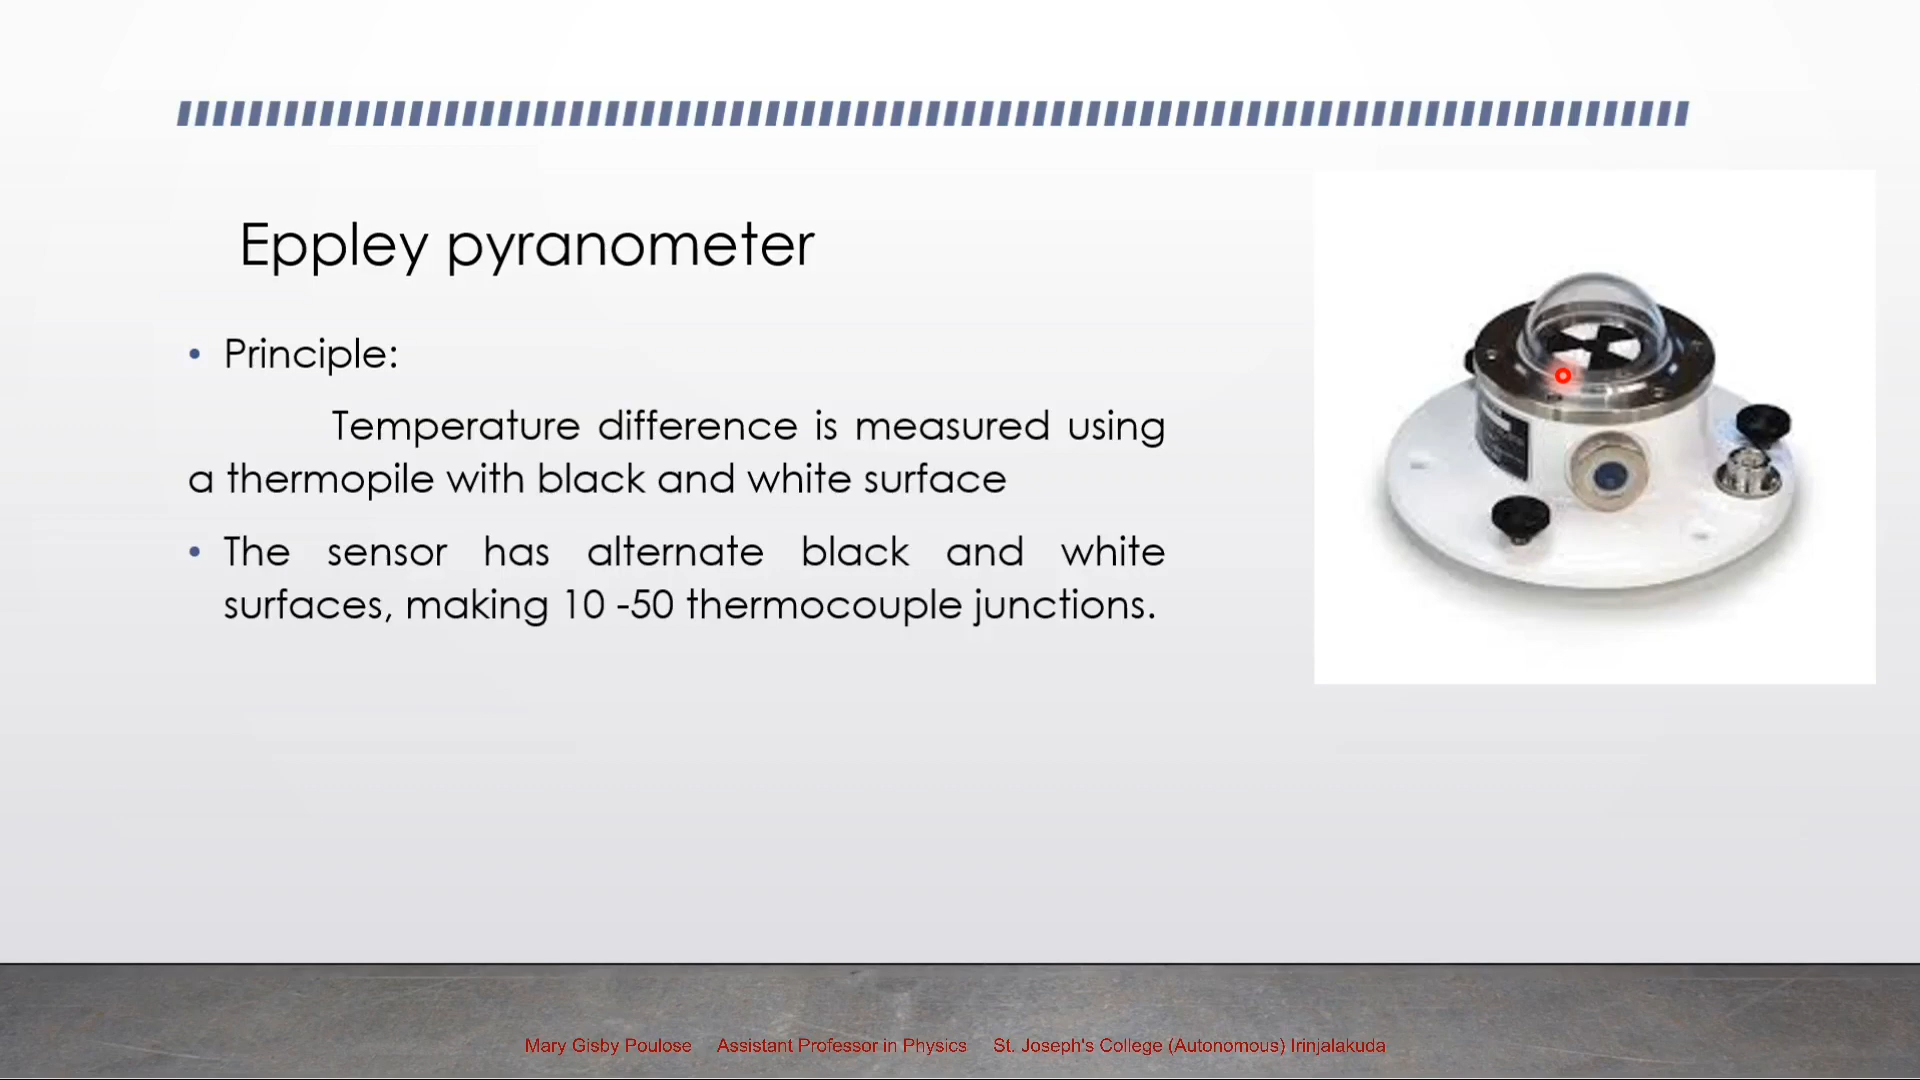 Eppley pyranometer
• Principle:
Temperature difference is measured using
a thermopile with black and white surface
• The sensor has alternate black and white
surfaces, making 10 -50 thermocouple junctions.
Mary Gisby Poulose Assistant Professor in Physics St. Joseph's College (Autonomous) Irinjalakuda